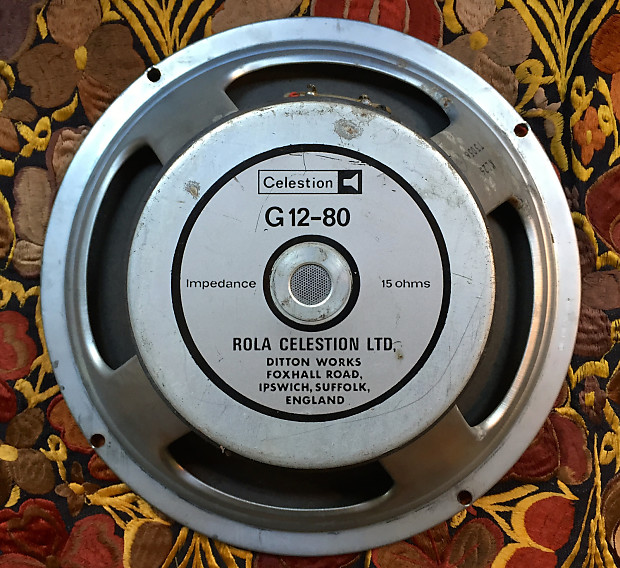 Celestion
G12-80
Impedance 15 ohms
ROLA CELESTION LTD.
DITTON WORKS
FOXHALL ROAD,
IPSWICH, SUFFOLK,
ENGLAND